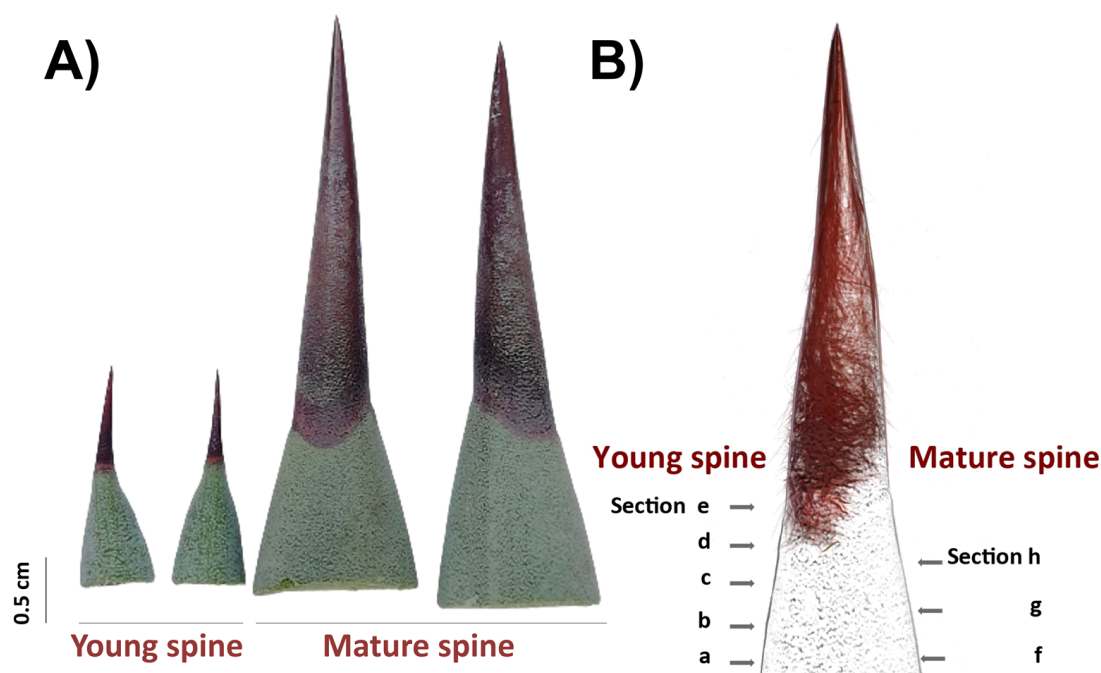 A)
B)
0.5 cm
Young spine
Mature spine
Young spine
Mature spine
Section e
d
c
b
a
Section h
g
f